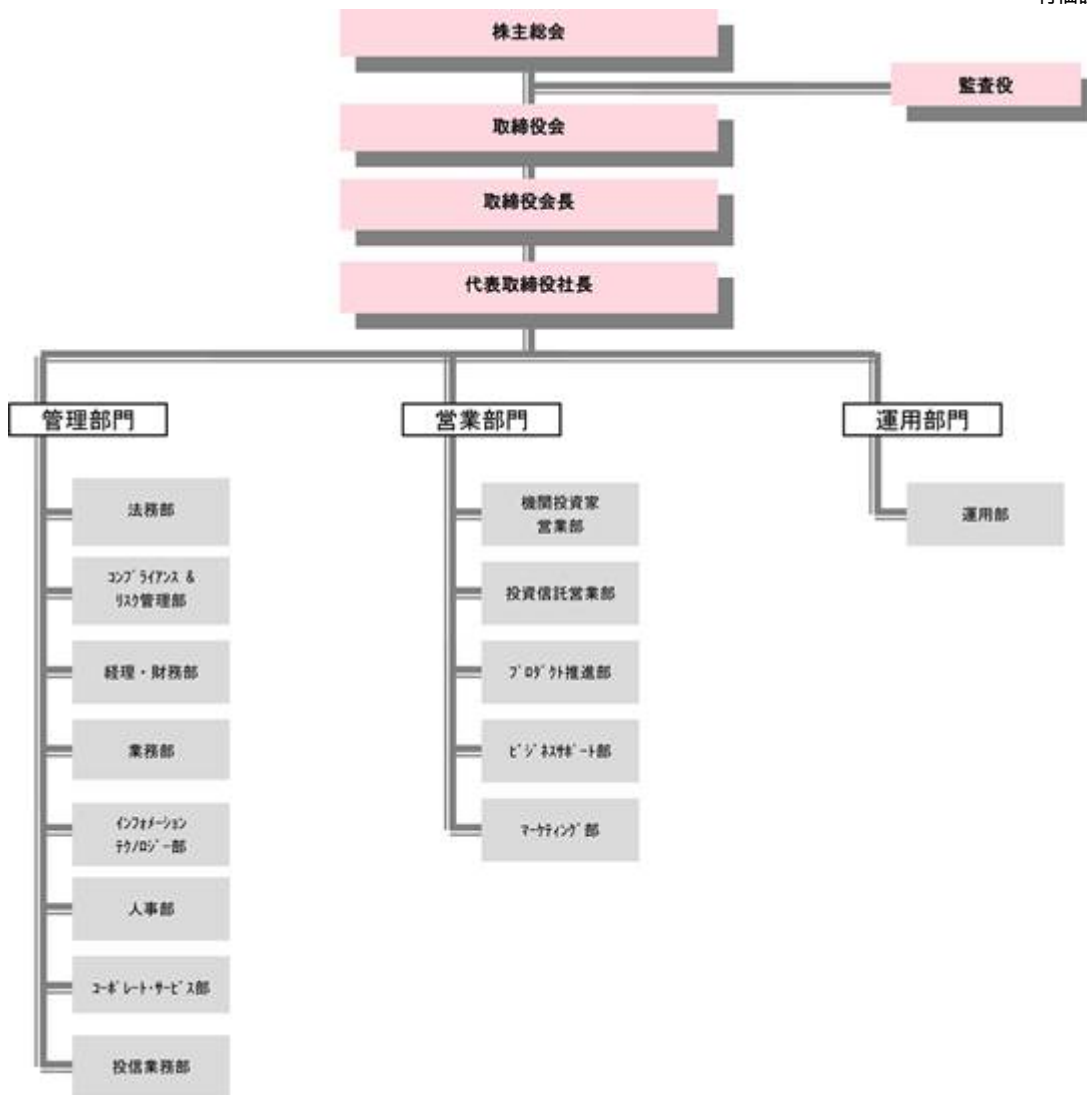 株主総会
監査役
取締役会
取締役会長
代表取締役社長
管理部門
営業部門
運用部門
法務部
コンプライアンス &
リスク管理部
経理・財務部
業務部
インフォメーション
テクノロジー部
人事部
コーポレート・サービス部
投信業務部
機関投資家
営業部
投資信託営業部
プロダクト推進部
ビジネスサポート部
マーケティング部
運用部